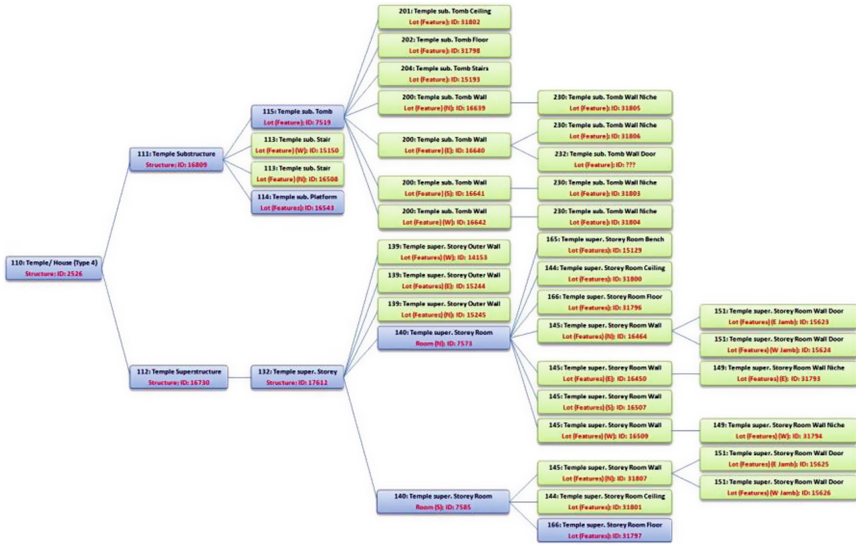 201: Temple sub. Tomb Ceiling
Lot (Feature): ID: 31802
202: Temple sub. Tomb Floor
Lot (Feature): ID: 31798
204: Temple sub. Tomb Stairs
Lot (Feature): ID: 15193
115: Temple sub. Tomb
Lot (Feature): ID: 7519
200: Temple sub. Tomb Wall
Lot (Feature) (N): ID: 16639
230: Temple sub. Tomb Wall Niche
Lot (Feature): ID: 31805
113: Temple sub. Stair
Lot (Feature) (W): ID: 15150
200: Temple sub. Tomb Wall
Lot (Feature) (E): ID: 16640
230: Temple sub. Tomb Wall Niche
Lot (Feature): ID: 31806
111: Temple Substructure
Structure: ID: 16809
232: Temple sub. Tomb Wall Door
Lot (Feature): ID: ???
113: Temple sub. Stair
Lot (Feature) (N): ID: 16508
200: Temple sub. Tomb Wall
Lot (Feature) (S): ID: 16641
230: Temple sub. Tomb Wall Niche
Lot (Feature): ID: 31803
114: Temple sub. Platform
Lot (Features): ID: 16543
200: Temple sub. Tomb Wall
Lot (Feature) (W): ID: 16642
230: Temple sub. Tomb Wall Niche
Lot (Feature): ID: 31804
110: Temple/ House (Type 4)
Structure: ID: 2526
139: Temple super. Storey Outer Wall
Lot (Features) (W): ID: 14153
165: Temple super. Storey Room Bench
Lot (Features): ID: 15129
139: Temple super. Storey Outer Wall
Lot (Features) (E): ID: 15244
144: Temple super. Storey Room Ceiling
Lot (Features): ID: 31800
139: Temple super. Storey Outer Wall
Lot (Features) (N): ID: 15245
166: Temple super. Storey Room Floor
Lot (Features): ID: 31796
140: Temple super. Storey Room
Room (N): ID: 7573
145: Temple super. Storey Room Wall
Lot (Features) (N): ID: 16464
151: Temple super. Storey Room Wall Door
Lot (Features) (E Jamb): ID: 15623
151: Temple super. Storey Room Wall Door
Lot (Features) (W Jamb): ID: 15624
112: Temple Superstructure
Structure: ID: 16730
132: Temple super. Storey
Structure: ID: 17612
145: Temple super. Storey Room Wall
Lot (Features) (E): ID: 16450
149: Temple super. Storey Room Wall Niche
Lot (Features) (E): ID: 31793
145: Temple super. Storey Room Wall
Lot (Features) (S): ID: 16507
145: Temple super. Storey Room Wall
Lot (Features) (W): ID: 16509
149: Temple super. Storey Room Wall Niche
Lot (Features) (W): ID: 31794
140: Temple super. Storey Room
Room (S): ID: 7585
145: Temple super. Storey Room Wall
Lot (Features) (N): ID: 31807
151: Temple super. Storey Room Wall Door
Lot (Features) (E Jamb): ID: 15625
151: Temple super. Storey Room Wall Door
Lot (Features) (W Jamb): ID: 15626
144: Temple super. Storey Room Ceiling
Lot (Features): ID: 31801
166: Temple super. Storey Room Floor
Lot (Features): ID: 31797